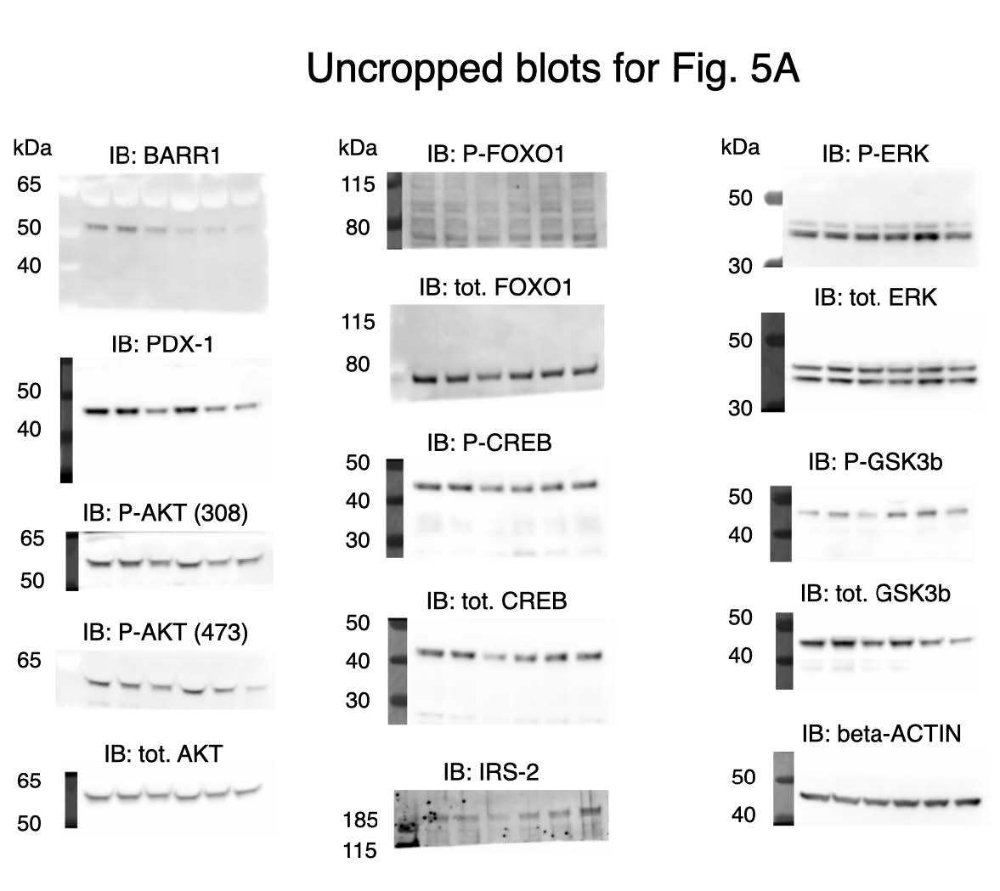 Uncropped blots for Fig. 5A
kDa
IB: BARR1
65
50
40
IB: PDX-1
50
40
IB: P-AKT (308)
65
50
IB: P-AKT (473)
65
IB: tot. AKT
65
50
kDa
IB: P-FOXO1
115
80
IB: tot. FOXO1
115
80
IB: P-CREB
50
40
30
IB: tot. CREB
50
40
30
IB: IRS-2
185
115
kDa
IB: P-ERK
50
30
IB: tot. ERK
50
30
IB: P-GSK3b
50
40
IB: tot. GSK3b
50
40
IB: beta-ACTIN
50
40